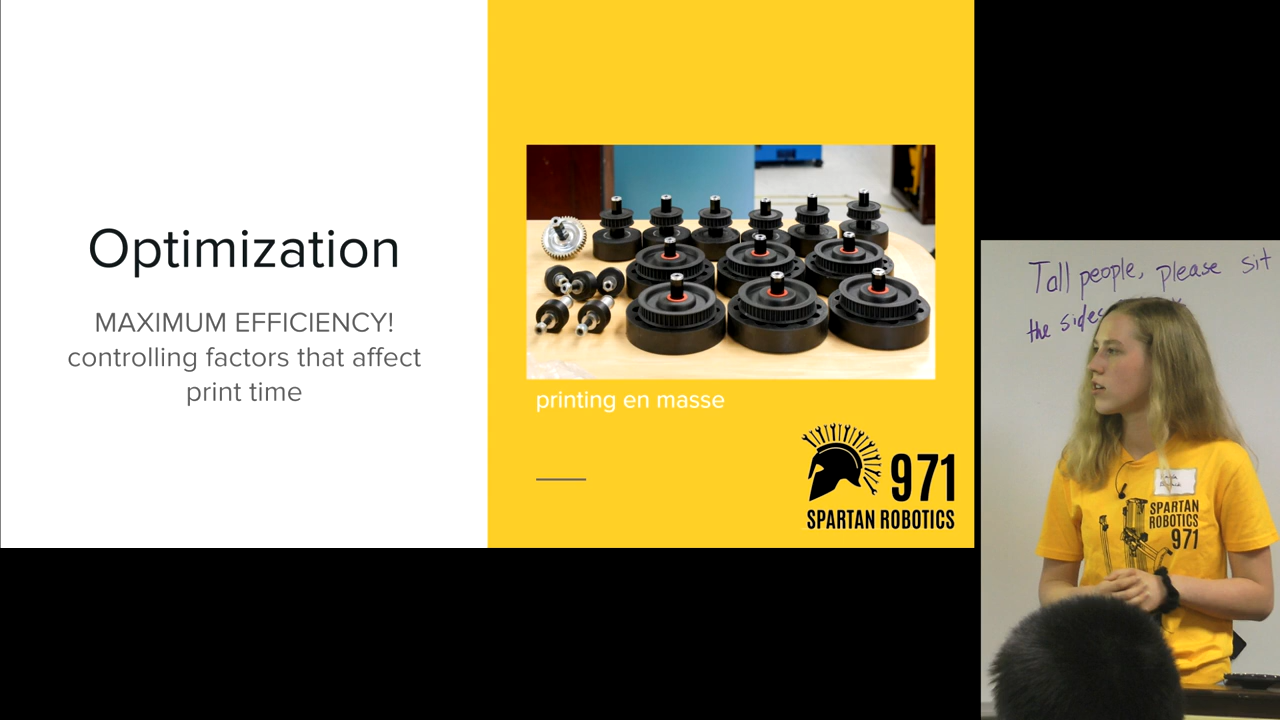 Optimization
MAXIMUM EFFICIENCY!
controlling factors that affect
print time
printing en masse
971
SPARTAN ROBOTICS
Tall people, please sit
the sides
SPARTAN
ROBOTICS
971